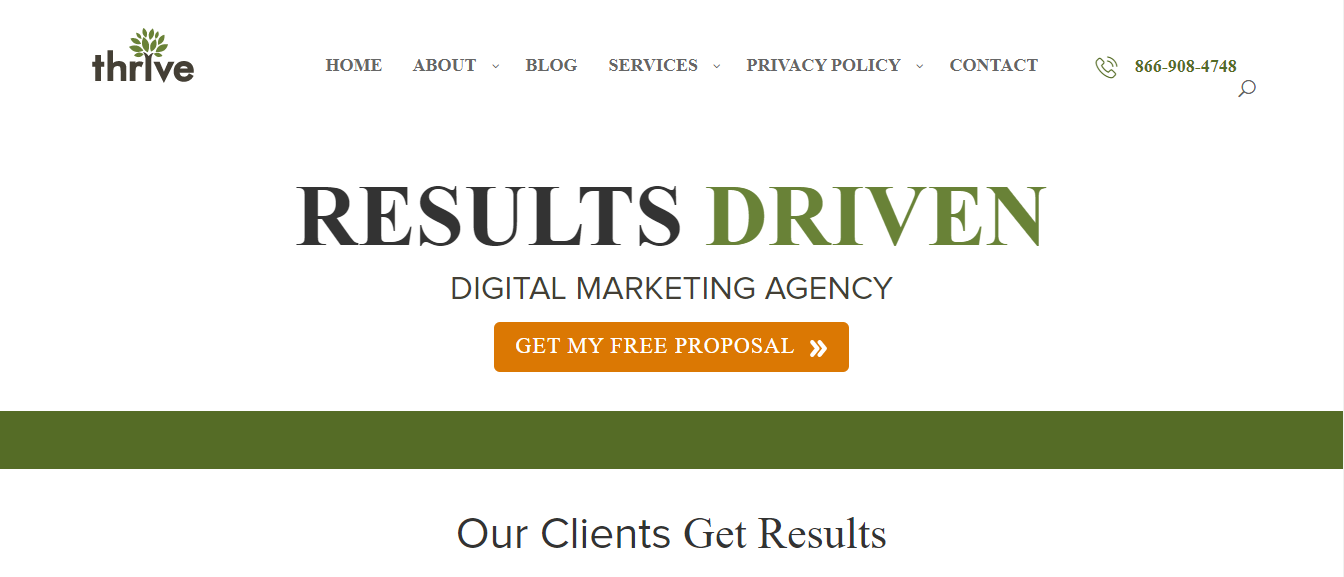 thrive
HOME ABOUT BLOG SERVICES PRIVACY POLICY CONTACT 866-908-4748
RESULTS DRIVEN
DIGITAL MARKETING AGENCY
GET MY FREE PROPOSAL
Our Clients Get Results